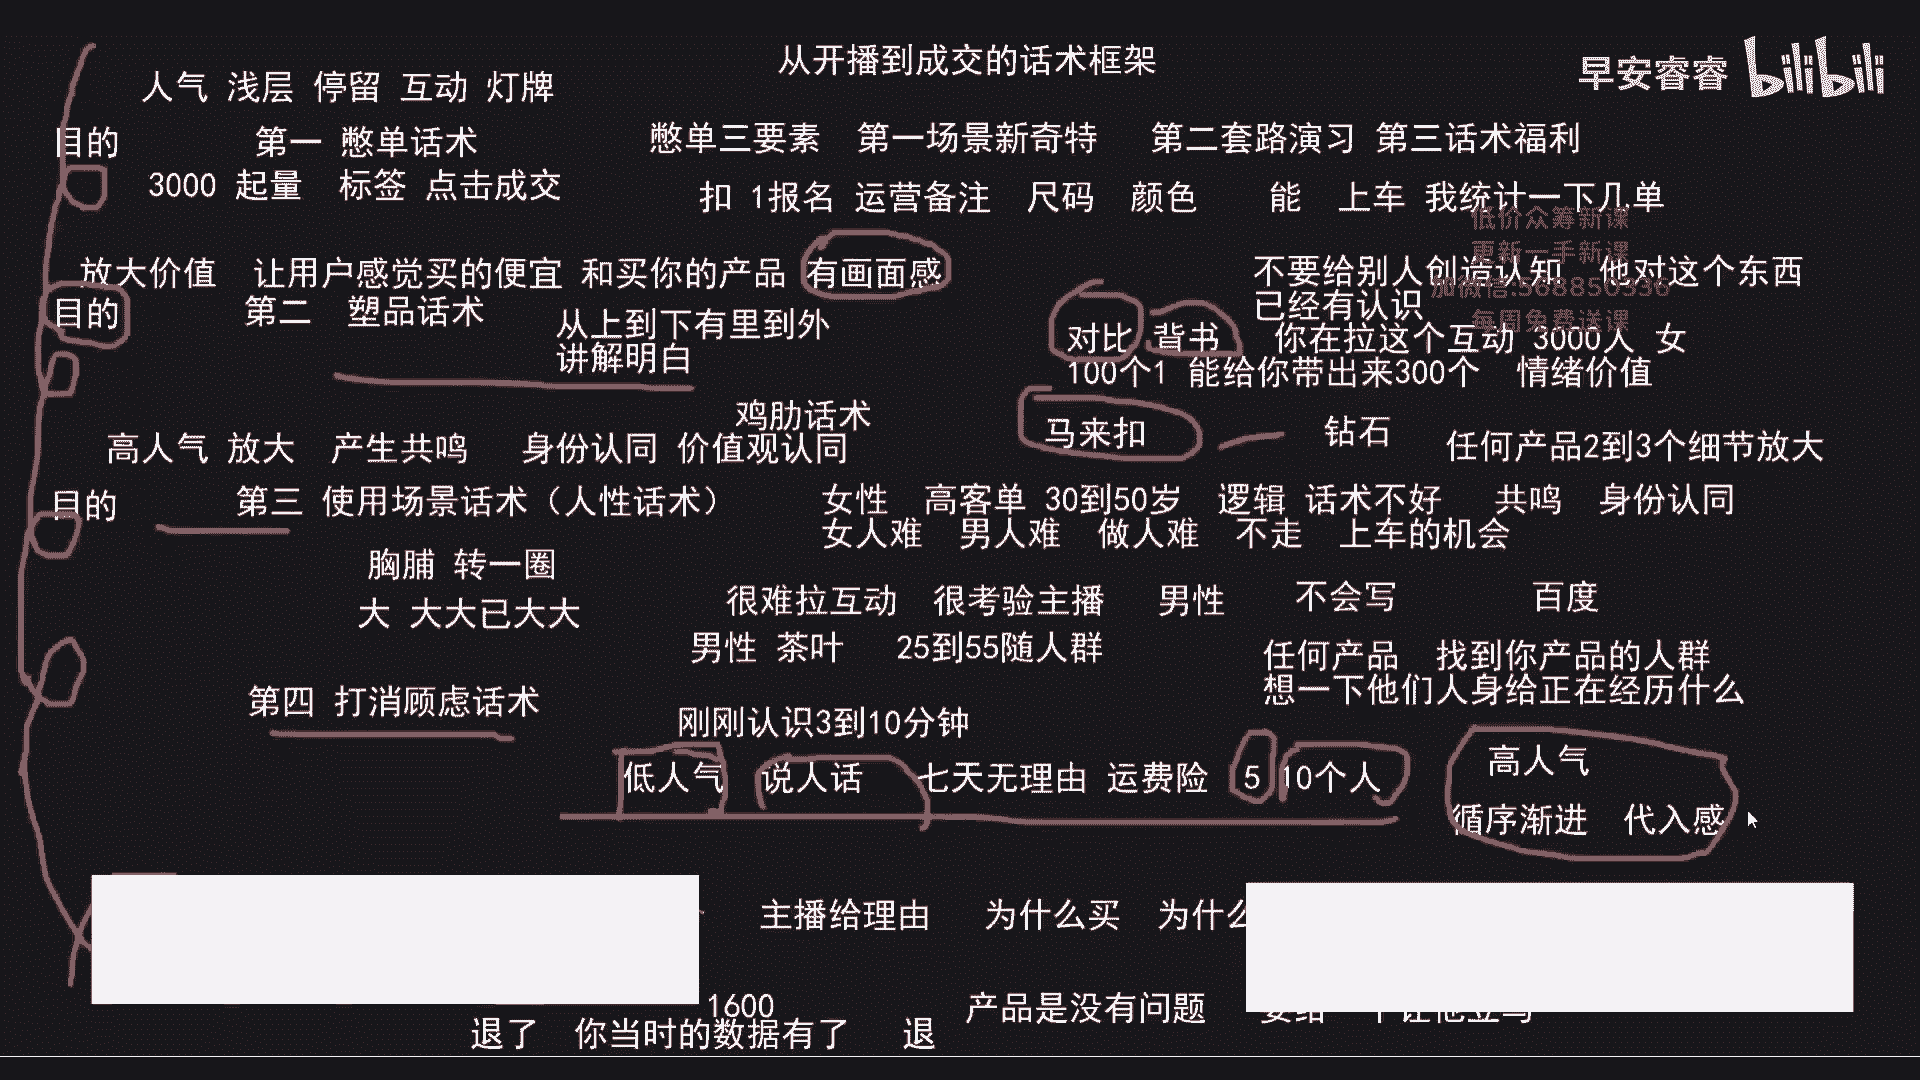 从开播到成交的话术框架
早安睿睿 bilibili
人气 浅层 停留 互动 灯牌
目的 第一 憋单话术 憋单三要素 第一场景新奇特 第二套路演习 第三话术福利
3000 起量 标签 点击成交 扣 1报名 运营备注 尺码 颜色 能 上车 我统计一下几单
低价众筹新课
更新一手新课
加微信:568850336
每周免费送课
放大价值 让用户感觉买的便宜 和买你的产品 有画面感 不要给别人创造认知 他对这个东西
已经有认识
目的 第二 塑品话术 从上到下有里到外
讲解明白
对比 背书 你在拉这个互动 3000人 女
100个1 能给你带出来300个 情绪价值
鸡肋话术
马来扣 钻石 任何产品2到3个细节放大
高人气 放大 产生共鸣 身份认同 价值观认同
目的 第三 使用场景话术（人性话术） 女性 高客单 30到50岁 逻辑 话术不好 共鸣 身份认同
女人难 男人难 做人难 不走 上车的机会
胸脯 转一圈
大 大大已大大
很难拉互动 很考验主播 男性 不会写 百度
男性 茶叶 25到55随人群
任何产品 找到你产品的人群
想一下他们人身给正在经历什么
第四 打消顾虑话术
刚刚认识3到10分钟
低人气 说人话 七天无理由 运费险 5 10个人
高人气
循序渐进 代入感
主播给理由 为什么买 为什么
1600 产品是没有问题
退了 你当时的数据有了 退